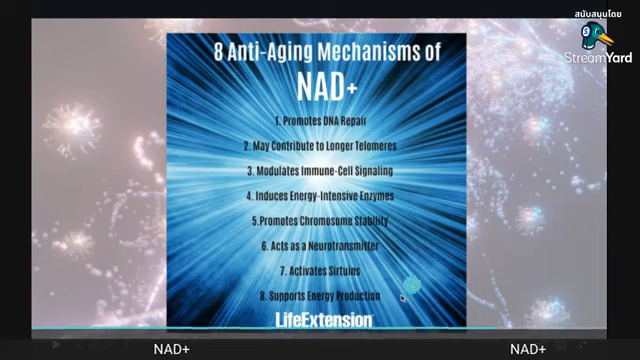 สนับสนุนโดย
StreamYard
8 Anti-Aging Mechanisms of
NAD+
1. Promotes DNA Repair
2. May Contribute to Longer Telomeres
3. Modulates Immune-Cell Signaling
4. Induces Energy-Intensive Enzymes
5.Promotes Chromosome Stability
6. Acts as a Neurotransmitter
7. Activates Sirtuins
8. Supports Energy Production
LifeExtension
NAD+
NAD+